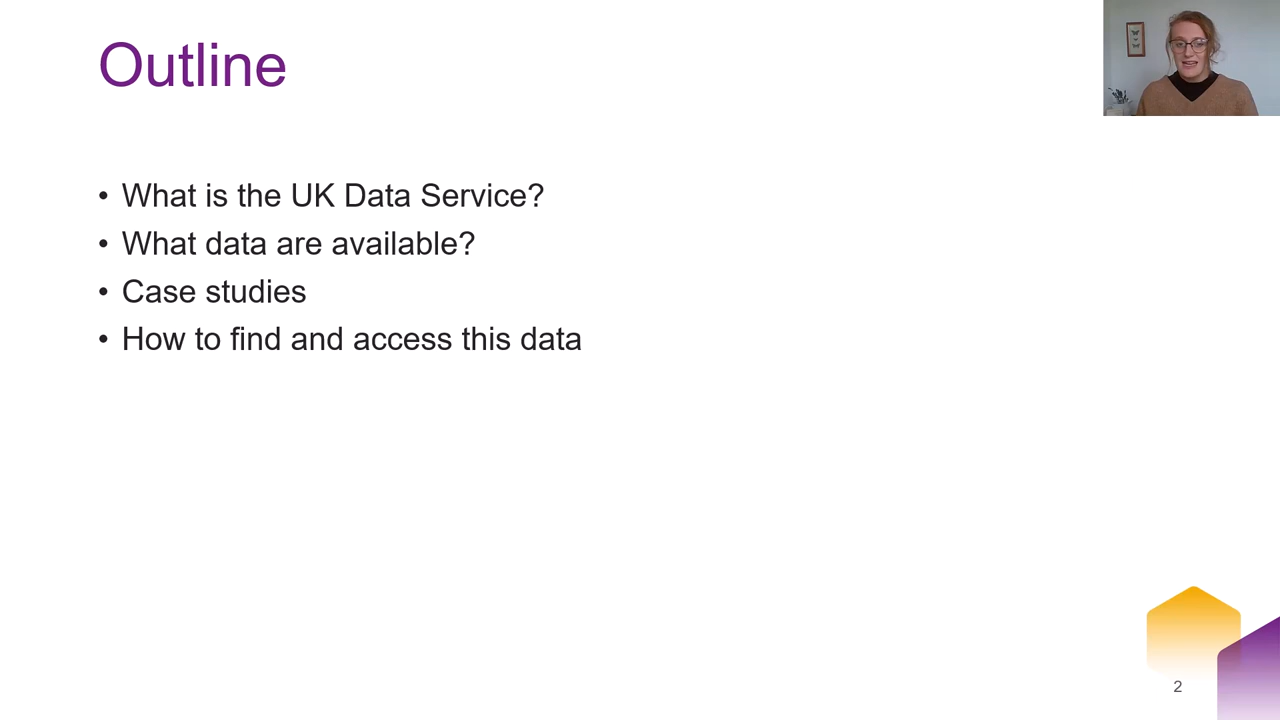 Outline
• What is the UK Data Service?
• What data are available?
• Case studies
• How to find and access this data
2